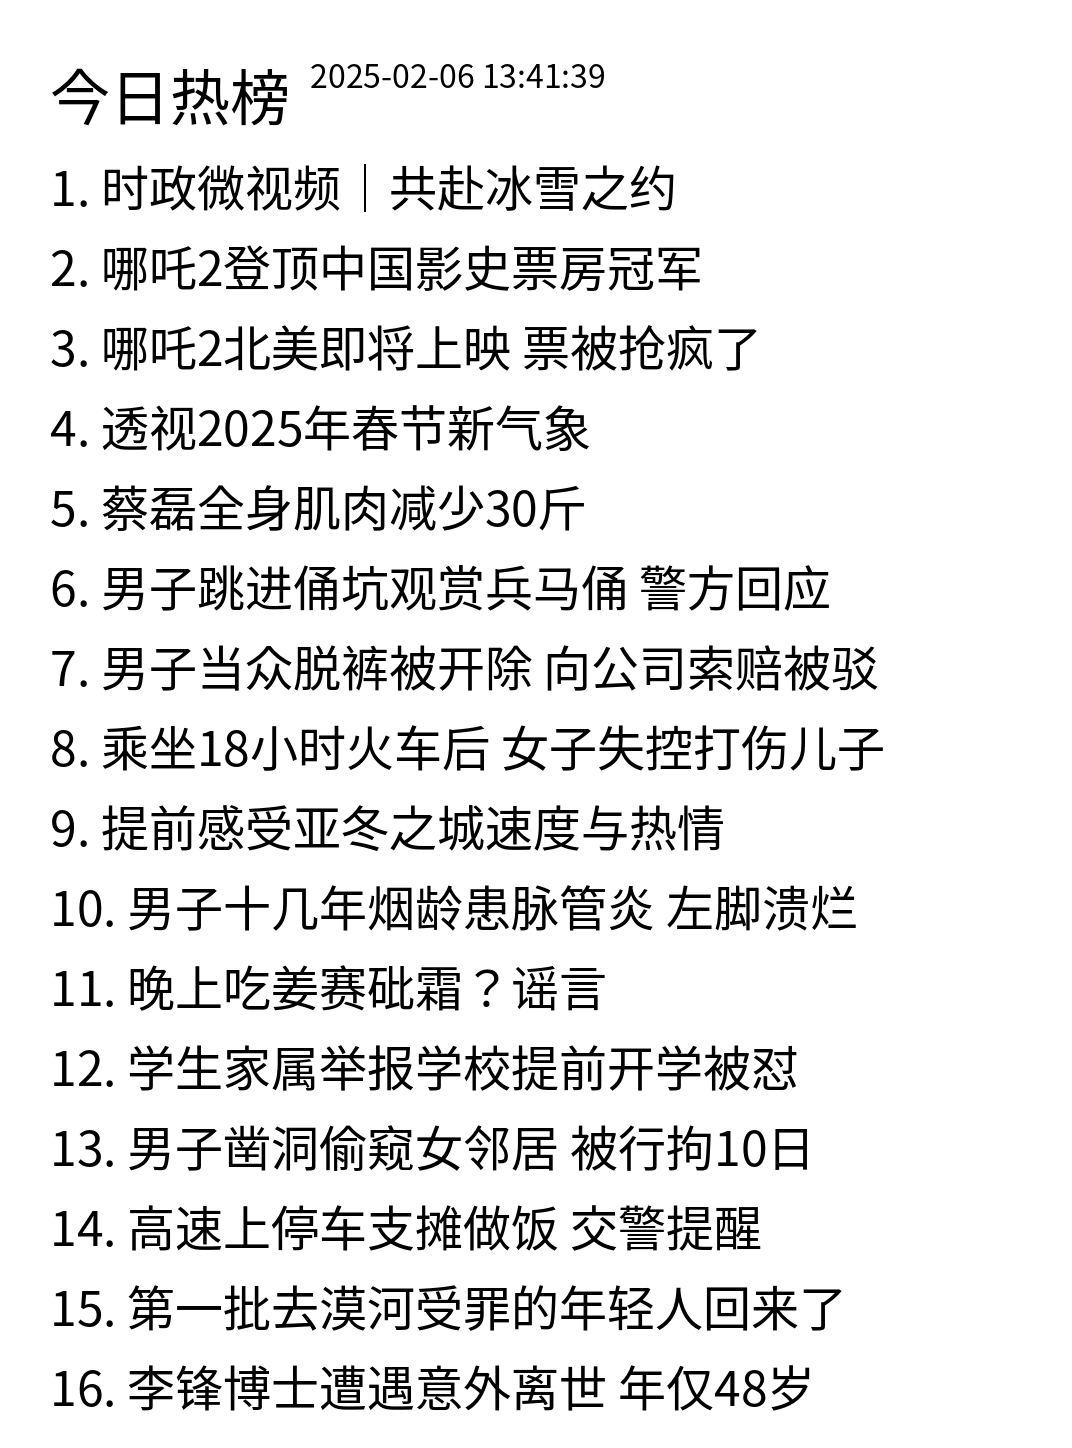 今日热榜 2025-02-06 13:41:39
1. 时政微视频｜共赴冰雪之约
2. 哪吒2登顶中国影史票房冠军
3. 哪吒2北美即将上映 票被抢疯了
4. 透视2025年春节新气象
5. 蔡磊全身肌肉减少30斤
6. 男子跳进俑坑观赏兵马俑 警方回应
7. 男子当众脱裤被开除 向公司索赔被驳
8. 乘坐18小时火车后 女子失控打伤儿子
9. 提前感受亚冬之城速度与热情
10. 男子十几年烟龄患脉管炎 左脚溃烂
11. 晚上吃姜赛砒霜？谣言
12. 学生家属举报学校提前开学被怼
13. 男子凿洞偷窥女邻居 被行拘10日
14. 高速上停车支摊做饭 交警提醒
15. 第一批去漠河受罪的年轻人回来了
16. 李锋博士遭遇意外离世 年仅48岁